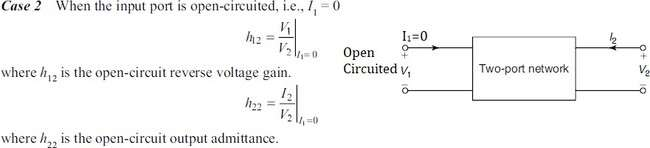 Case 2 When the input port is open-circuited, i.e., I₁ = 0
h₁₂ = V₁/V₂ |I₁=0
where h₁₂ is the open-circuit reverse voltage gain.
h₂₂ = I₂/V₂ |I₁=0
where h₂₂ is the open-circuit output admittance.
I₁=0
I₂
Open
+
+
Circuited V₁
Two-port network
V₂
−
−